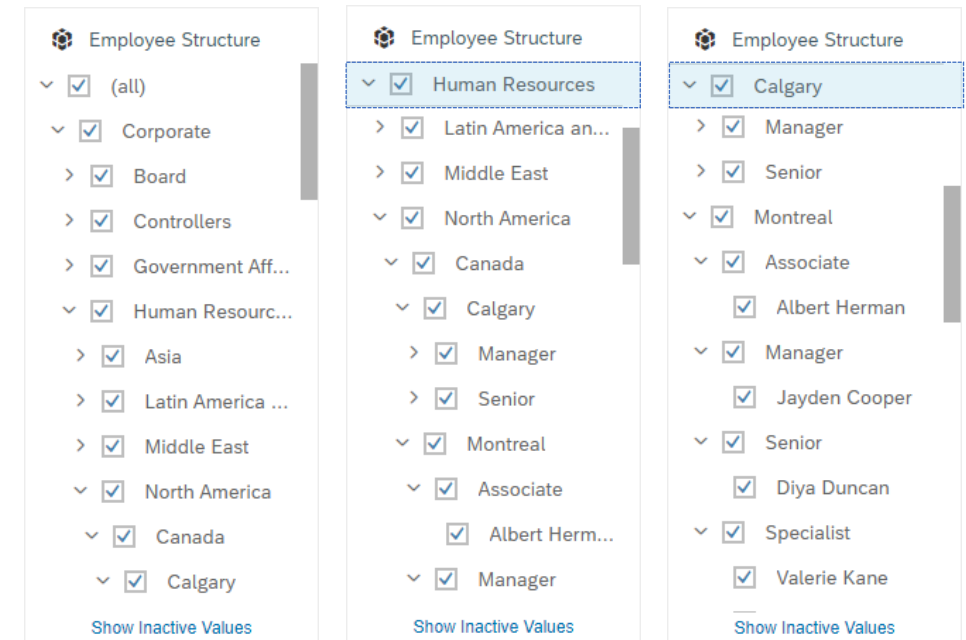 Employee Structure
(all)
Corporate
Board
Controllers
Government Aff...
Human Resourc...
Asia
Latin America ...
Middle East
North America
Canada
Calgary
Show Inactive Values
Employee Structure
Human Resources
Latin America an...
Middle East
North America
Canada
Calgary
Manager
Senior
Montreal
Associate
Albert Herm...
Manager
Show Inactive Values
Employee Structure
Calgary
Manager
Senior
Montreal
Associate
Albert Herman
Manager
Jayden Cooper
Senior
Diya Duncan
Specialist
Valerie Kane
Show Inactive Values